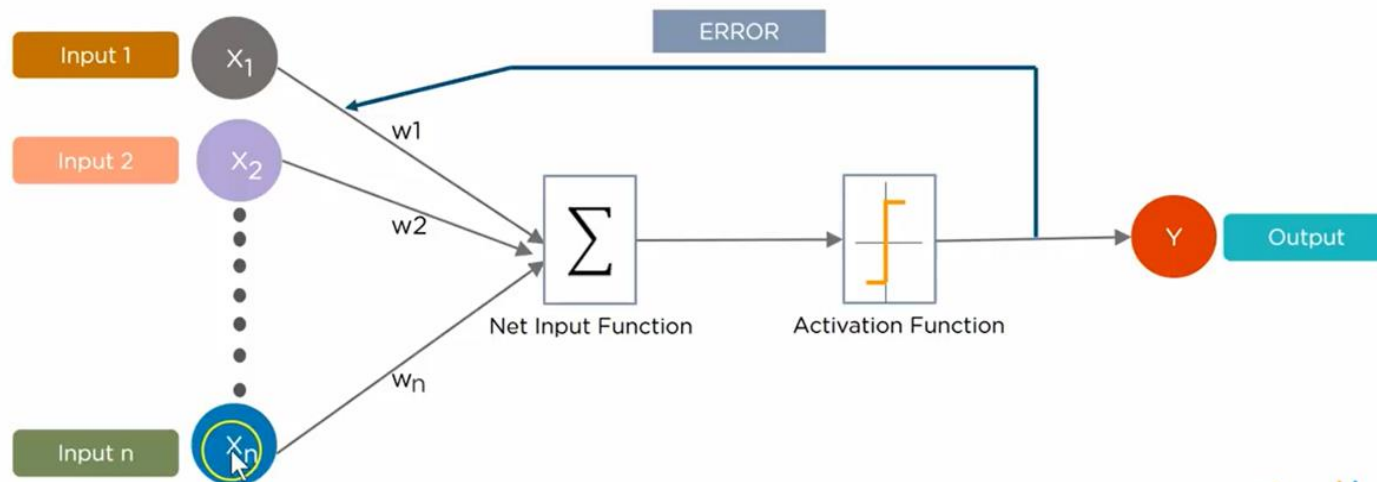 ERROR
Input 1
X1
w1
Input 2
X2
w2
Σ
Y
Output
Net Input Function
Activation Function
wn
Input n
Xn